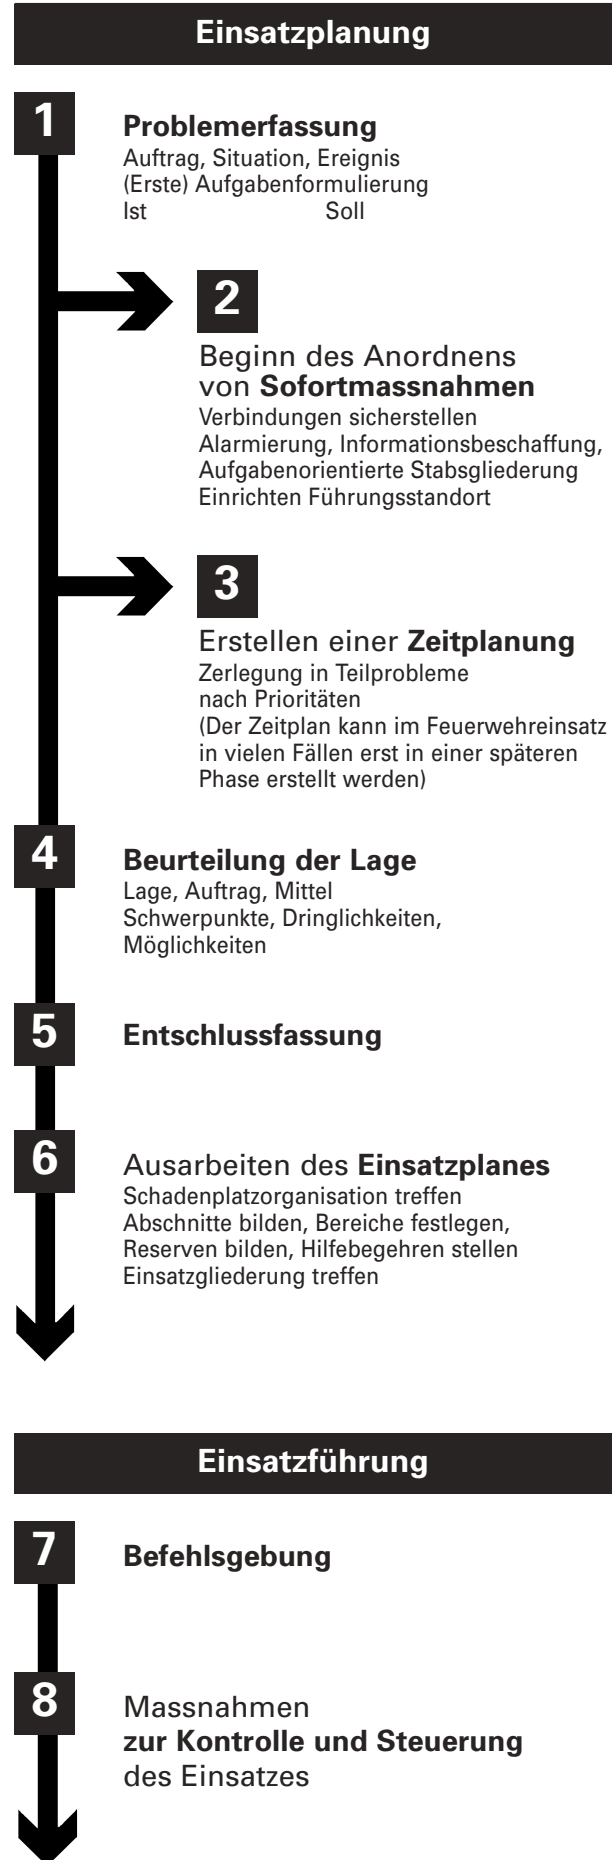 Einsatzplanung
1
Problemerfassung
Auftrag, Situation, Ereignis
(Erste) Aufgabenformulierung
Ist Soll
2
Beginn des Anordnens
von Sofortmassnahmen
Verbindungen sicherstellen
Alarmierung, Informationsbeschaffung,
Aufgabenorientierte Stabsgliederung
Einrichten Führungsstandort
3
Erstellen einer Zeitplanung
Zerlegung in Teilprobleme
nach Prioritäten
(Der Zeitplan kann im Feuerwehreinsatz
in vielen Fällen erst in einer späteren
Phase erstellt werden)
4
Beurteilung der Lage
Lage, Auftrag, Mittel
Schwerpunkte, Dringlichkeiten,
Möglichkeiten
5
Entschlussfassung
6
Ausarbeiten des Einsatzplanes
Schadenplatzorganisation treffen
Abschnitte bilden, Bereiche festlegen,
Reserven bilden, Hilfebegehren stellen
Einsatzgliederung treffen
Einsatzführung
7
Befehlsgebung
8
Massnahmen
zur Kontrolle und Steuerung
des Einsatzes